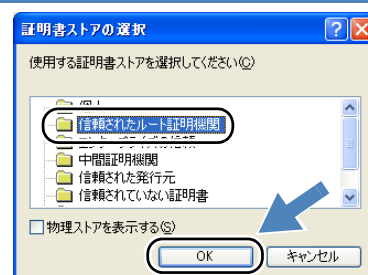 証明書ストアの選択
使用する証明書ストアを選択してください(C)
個人
信頼されたルート証明機関
中間証明機関
信頼された発行元
信頼されていない証明書
物理ストアを表示する(S)
OK
キャンセル